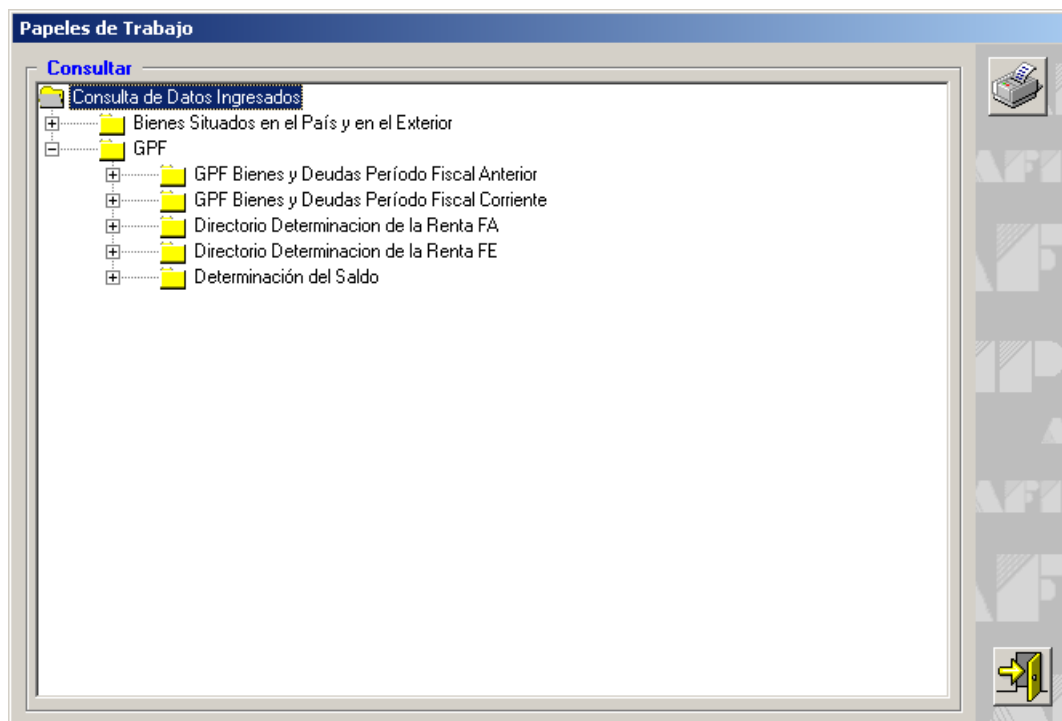 Papeles de Trabajo
Consultar
Consulta de Datos Ingresados
Bienes Situados en el País y en el Exterior
GPF
GPF Bienes y Deudas Período Fiscal Anterior
GPF Bienes y Deudas Período Fiscal Corriente
Directorio Determinacion de la Renta FA
Directorio Determinacion de la Renta FE
Determinación del Saldo